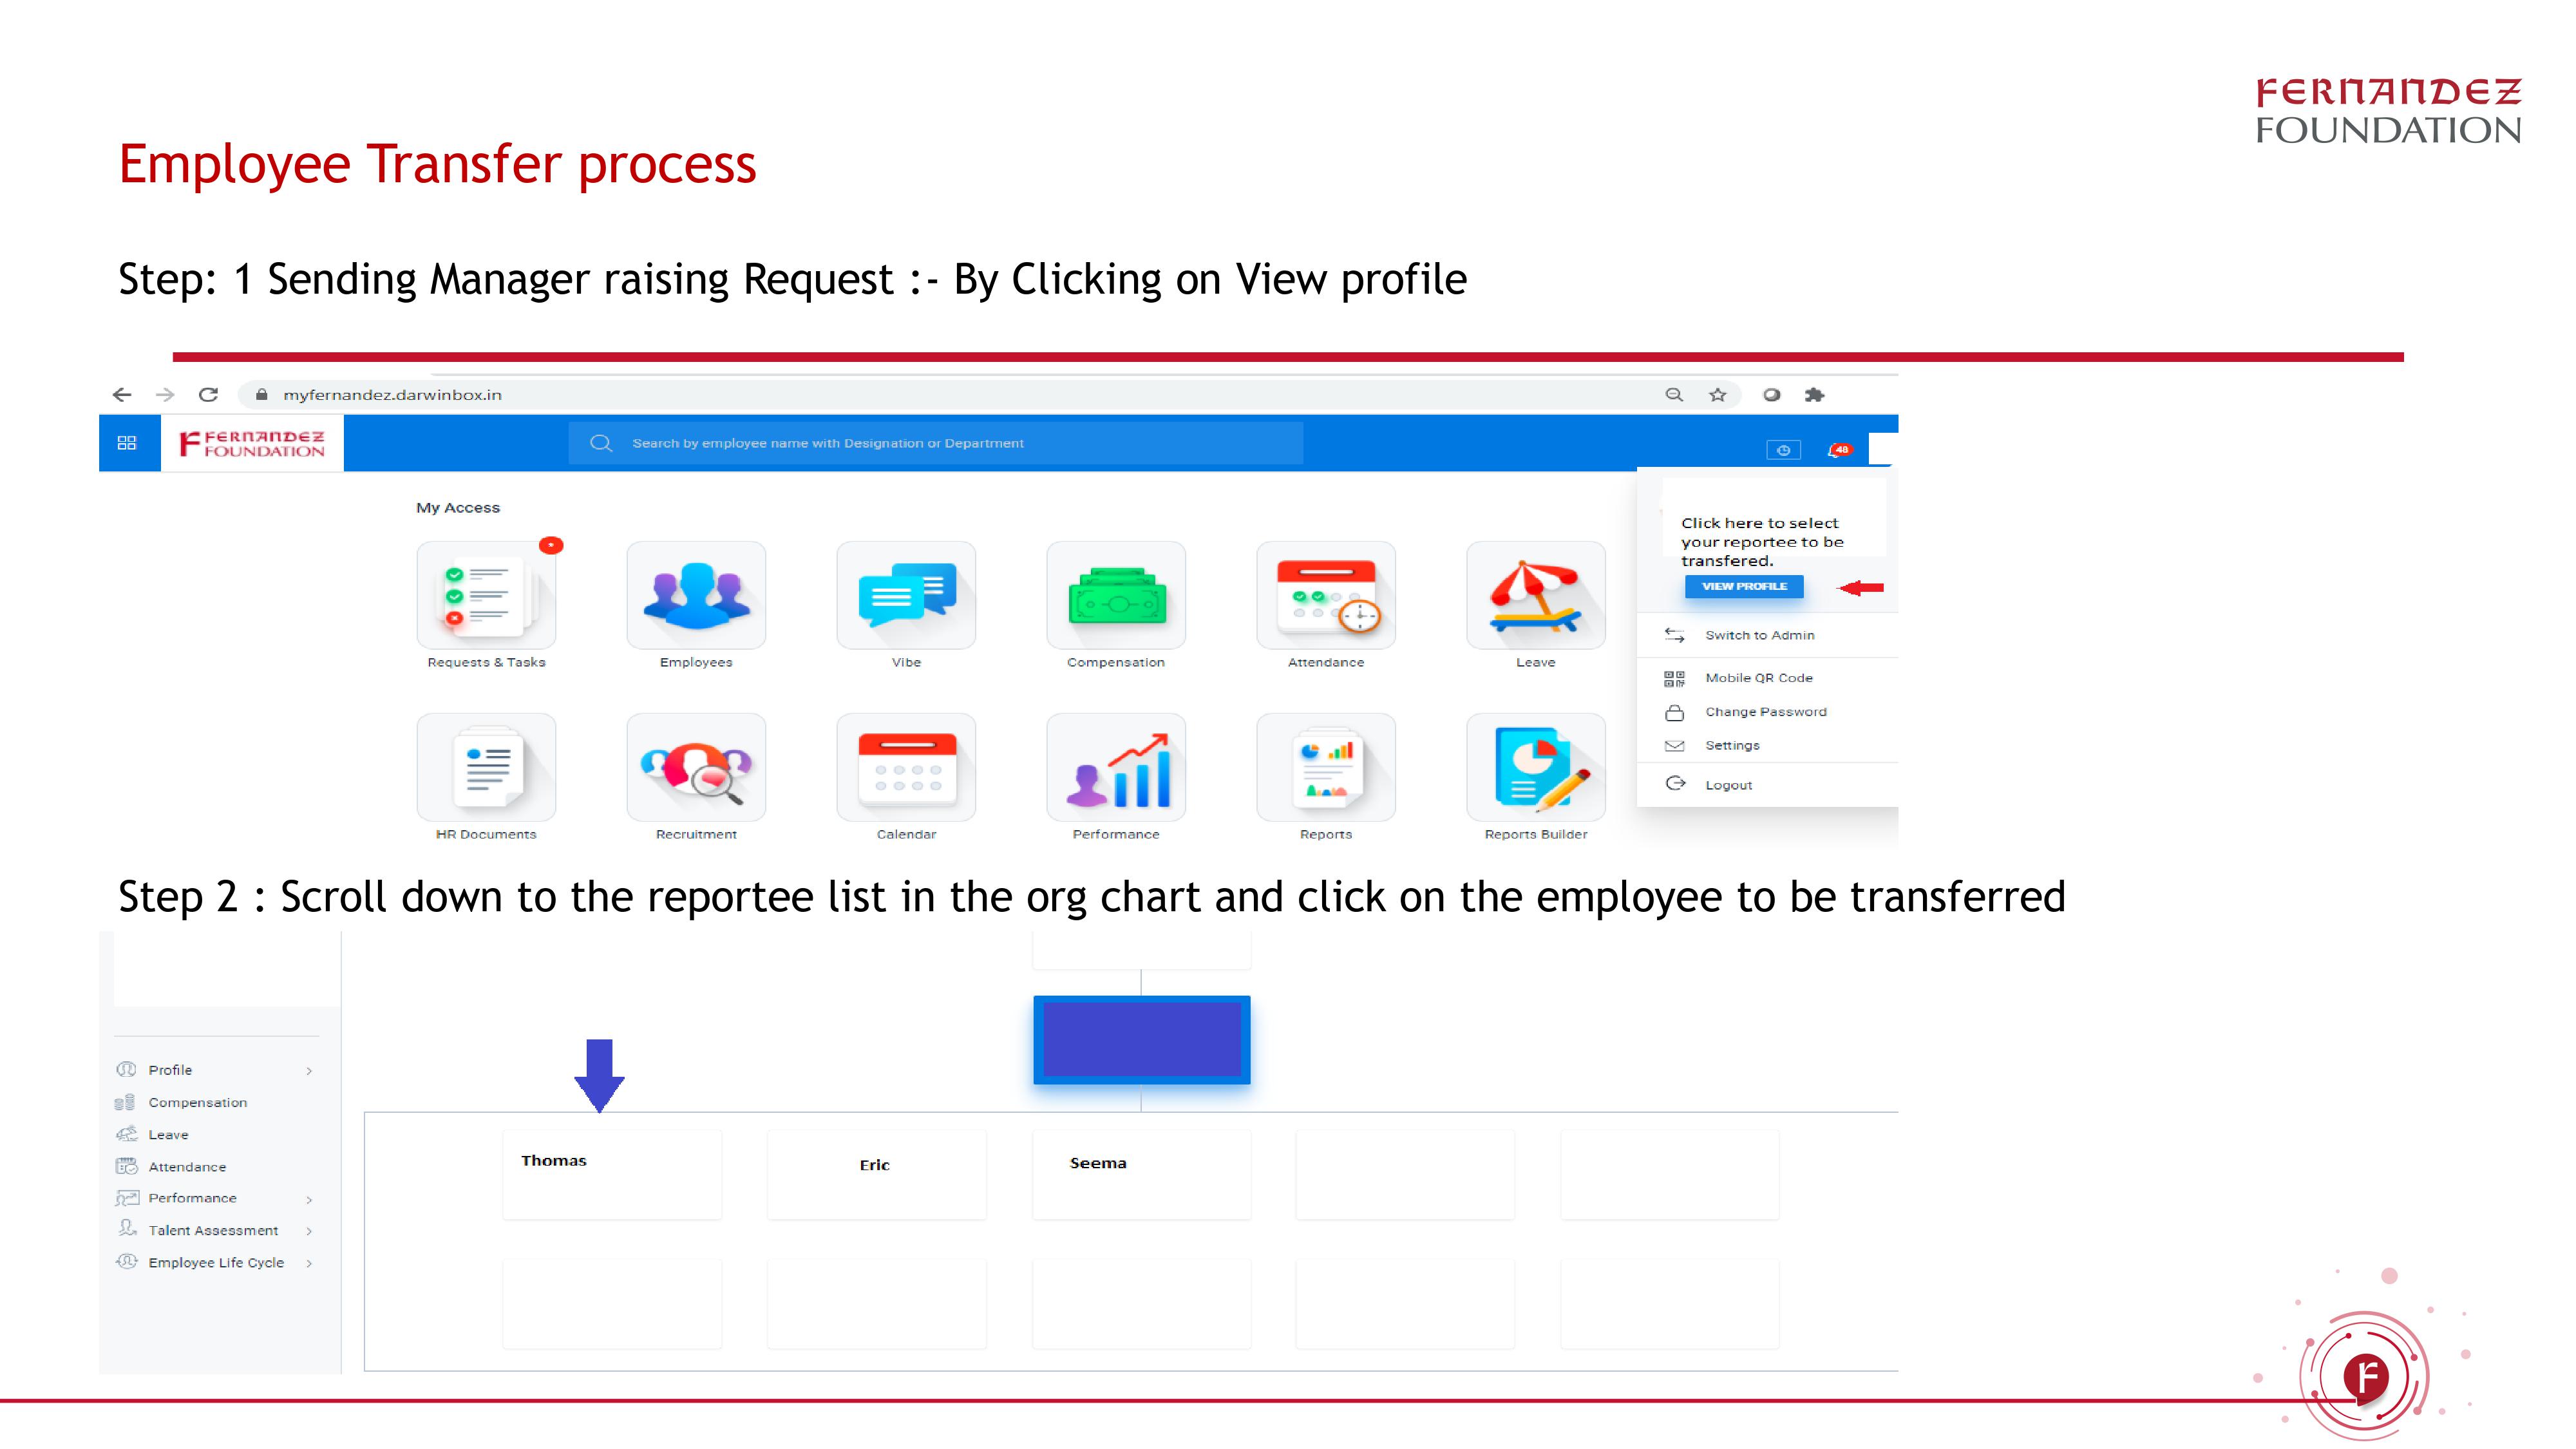 FERNANDEZ
FOUNDATION
Employee Transfer process
Step: 1 Sending Manager raising Request :- By Clicking on View profile
myfernandez.darwinbox.in
F FERNANDEZ
FOUNDATION
Search by employee name with Designation or Department
48
My Access
Click here to select
your reportee to be
transfered.
VIEW PROFILE
Requests & Tasks
Employees
Vibe
Compensation
Attendance
Leave
Switch to Admin
Mobile QR Code
Change Password
Settings
Logout
HR Documents
Recruitment
Calendar
Performance
Reports
Reports Builder
Step 2 : Scroll down to the reportee list in the org chart and click on the employee to be transferred
Profile
Compensation
Leave
Attendance
Performance
Talent Assessment
Employee Life Cycle
Thomas
Eric
Seema
F